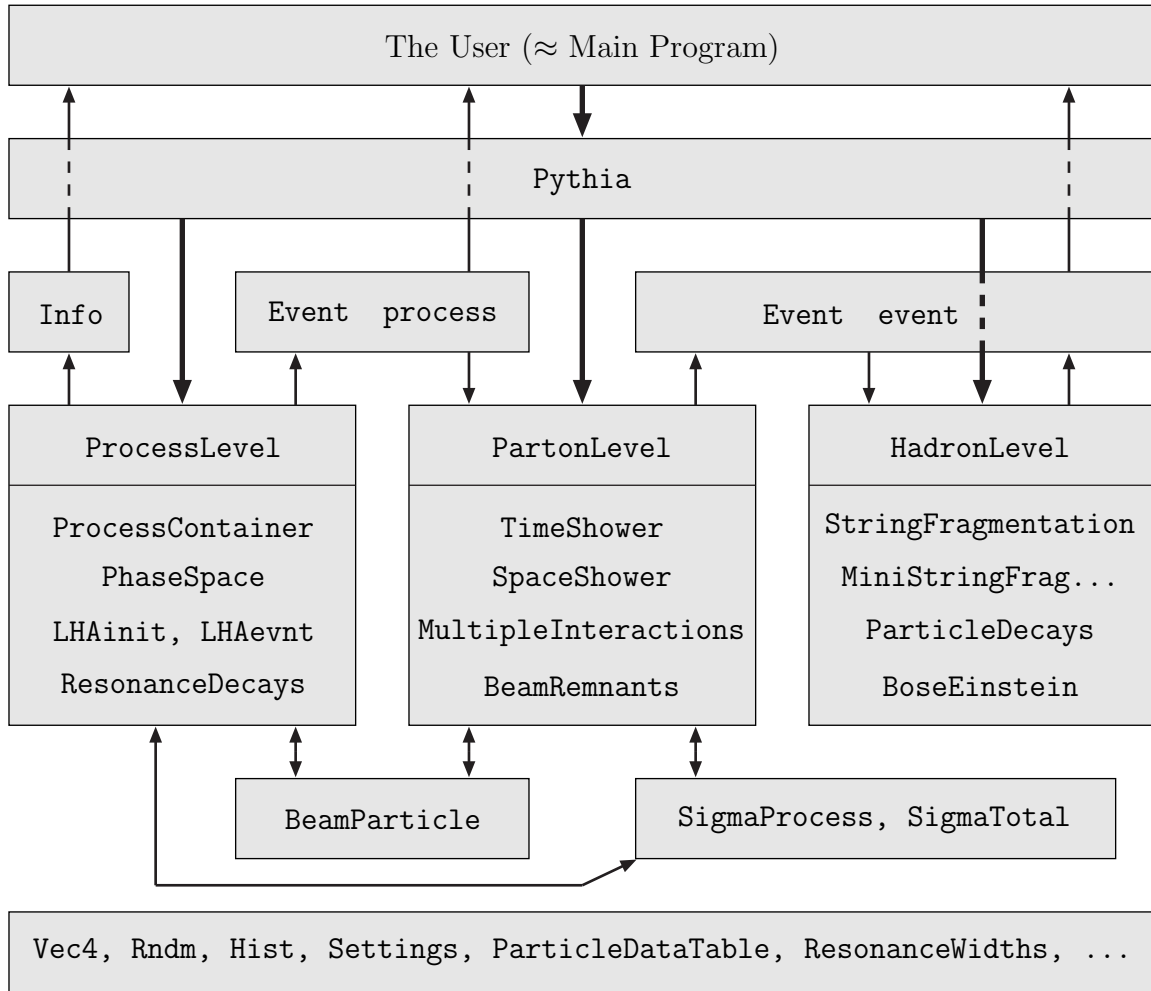 The User (≈ Main Program)
Pythia
Info
Event process
Event event
ProcessLevel
ProcessContainer
PhaseSpace
LHAinit, LHAevnt
ResonanceDecays
PartonLevel
TimeShower
SpaceShower
MultipleInteractions
BeamRemnants
HadronLevel
StringFragmentation
MiniStringFrag...
ParticleDecays
BoseEinstein
BeamParticle
SigmaProcess, SigmaTotal
Vec4, Rndm, Hist, Settings, ParticleDataTable, ResonanceWidths, ...